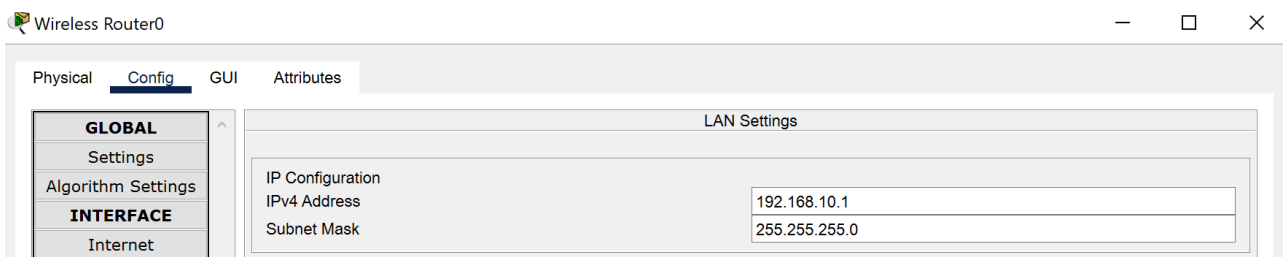 Wireless Router0
Physical Config GUI Attributes
GLOBAL
Settings
Algorithm Settings
INTERFACE
Internet
LAN Settings
IP Configuration
IPv4 Address 192.168.10.1
Subnet Mask 255.255.255.0